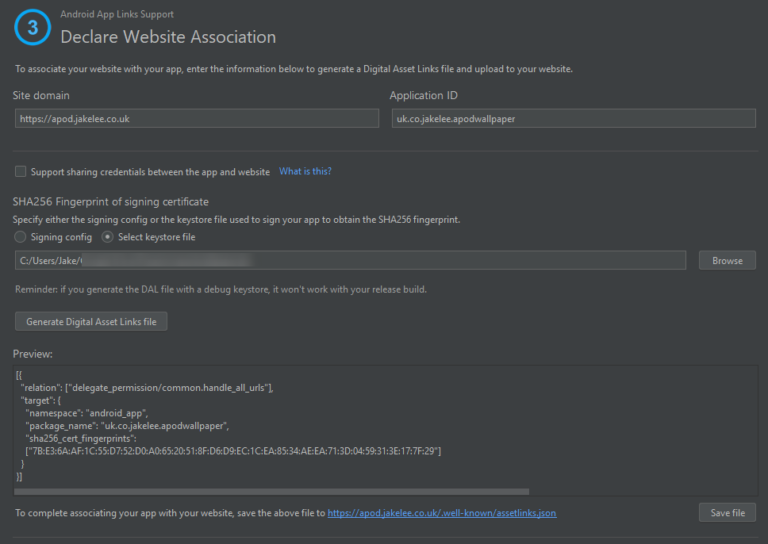 Android App Links Support
3
Declare Website Association
To associate your website with your app, enter the information below to generate a Digital Asset Links file and upload to your website.
Site domain
Application ID
https://apod.jakelee.co.uk
uk.co.jakelee.apodwallpaper
Support sharing credentials between the app and website What is this?
SHA256 Fingerprint of signing certificate
Specify either the signing config or the keystore file used to sign your app to obtain the SHA256 fingerprint.
Signing config Select keystore file
C:/Users/Jake/
Browse
Reminder: if you generate the DAL file with a debug keystore, it won't work with your release build.
Generate Digital Asset Links file
Preview:
[{
"relation": ["delegate_permission/common.handle_all_urls"],
"target": {
"namespace": "android_app",
"package_name": "uk.co.jakelee.apodwallpaper",
"sha256_cert_fingerprints":
["7B:E3:6A:AF:1C:55:D7:52:D0:A0:65:20:51:8F:D6:D9:EC:1C:EA:85:34:AE:EA:71:3D:04:59:31:3E:17:7F:29"]
}
}]
To complete associating your app with your website, save the above file to https://apod.jakelee.co.uk/.well-known/assetlinks.json
Save file